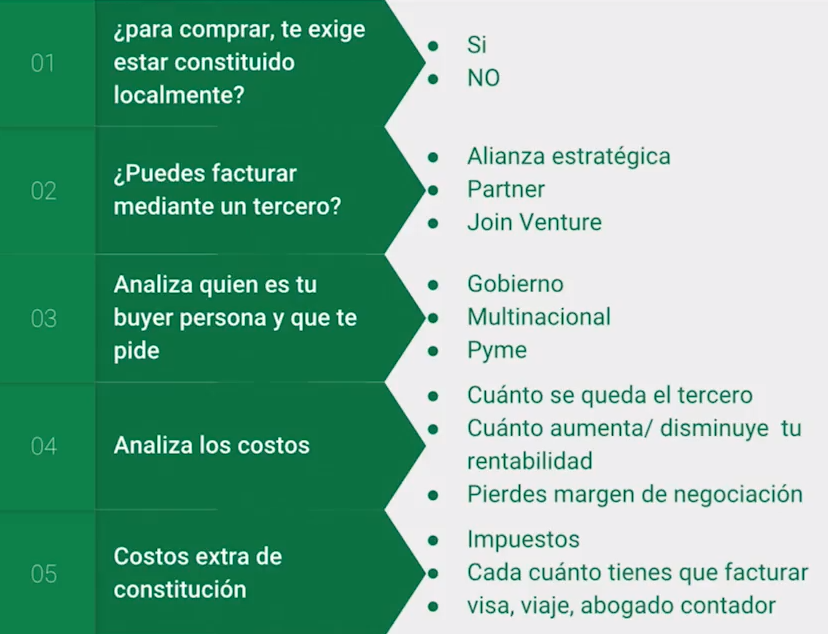 01
¿para comprar, te exige
estar constituido
localmente?
Si
NO
02
¿Puedes facturar
mediante un tercero?
Alianza estratégica
Partner
Join Venture
03
Analiza quien es tu
buyer persona y que te
pide
Gobierno
Multinacional
Pyme
04
Analiza los costos
Cuánto se queda el tercero
Cuánto aumenta/ disminuye tu
rentabilidad
Pierdes margen de negociación
05
Costos extra de
constitución
Impuestos
Cada cuánto tienes que facturar
visa, viaje, abogado contador